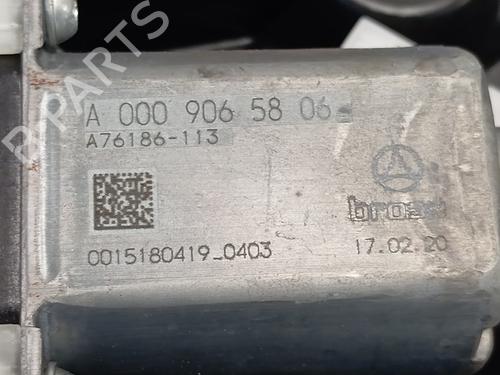 B-PARTS
A 000 906 58 06
A76186-113
brose
0015180419_0403
17.02.20